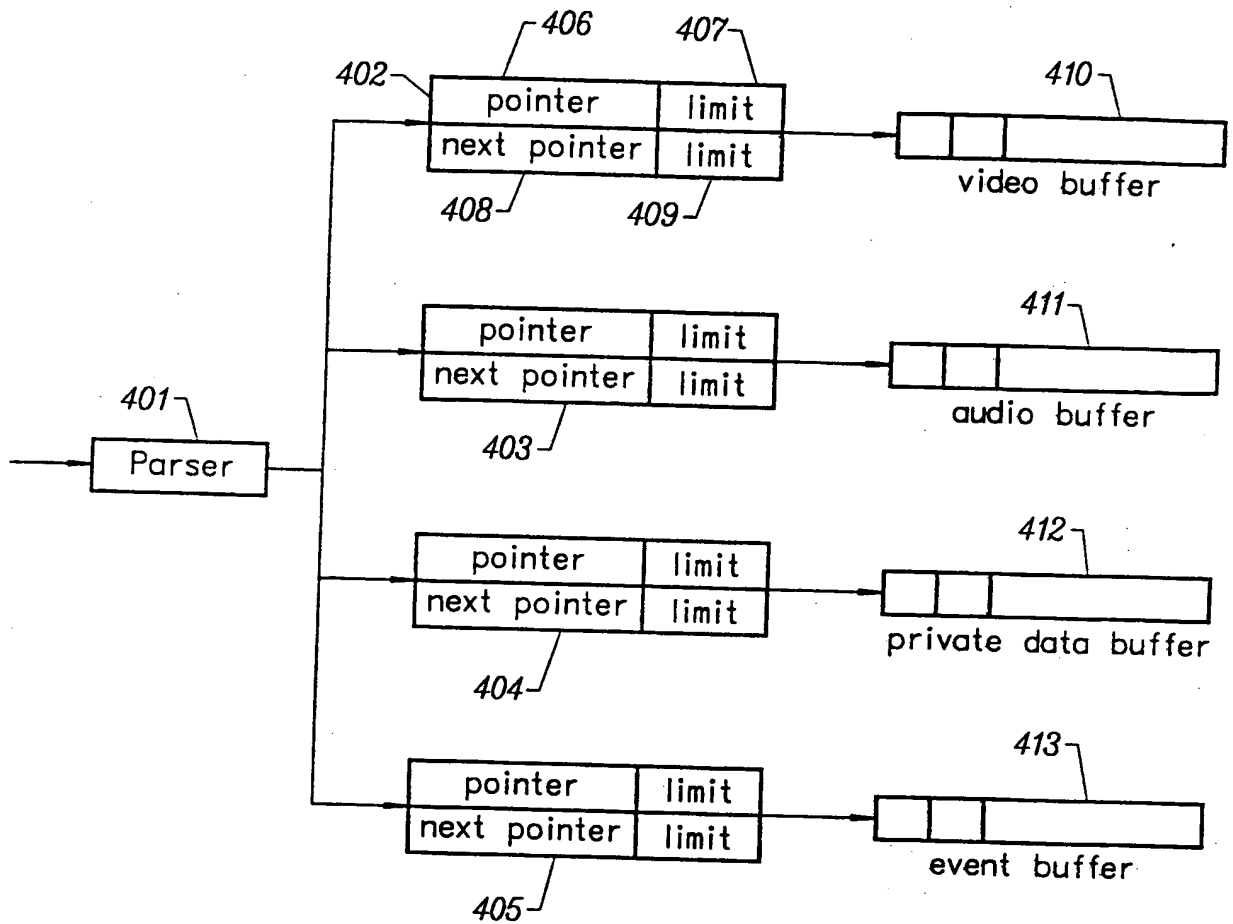 406
407
402
410
pointer limit
next pointer limit
video buffer
408
409
411
pointer limit
next pointer limit
audio buffer
401
403
Parser
412
pointer limit
next pointer limit
private data buffer
404
413
pointer limit
next pointer limit
event buffer
405